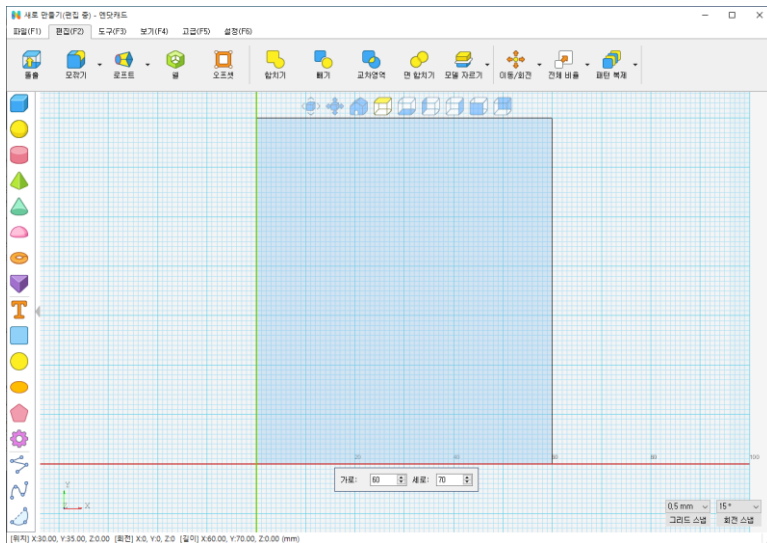 새로 만들기(편집 중) - 엔닷캐드
파일(F1) 편집(F2) 도구(F3) 보기(F4) 고급(F5) 설정(F6)
돌출 모깎기 로프트 쉘 오프셋 합치기 빼기 교차영역 면 합치기 모델 자르기 이동/회전 전체 비율 패턴 복제
T
20 40 60 80 100
가로: 60 세로: 70
Y
Z X
0,5 mm 15 °
그리드 스냅 회전 스냅
[위치] X:30.00, Y:35.00, Z:0.00 [회전] X:0, Y:0, Z:0 [길이] X:60.00, Y:70.00, Z:0.00 (mm)